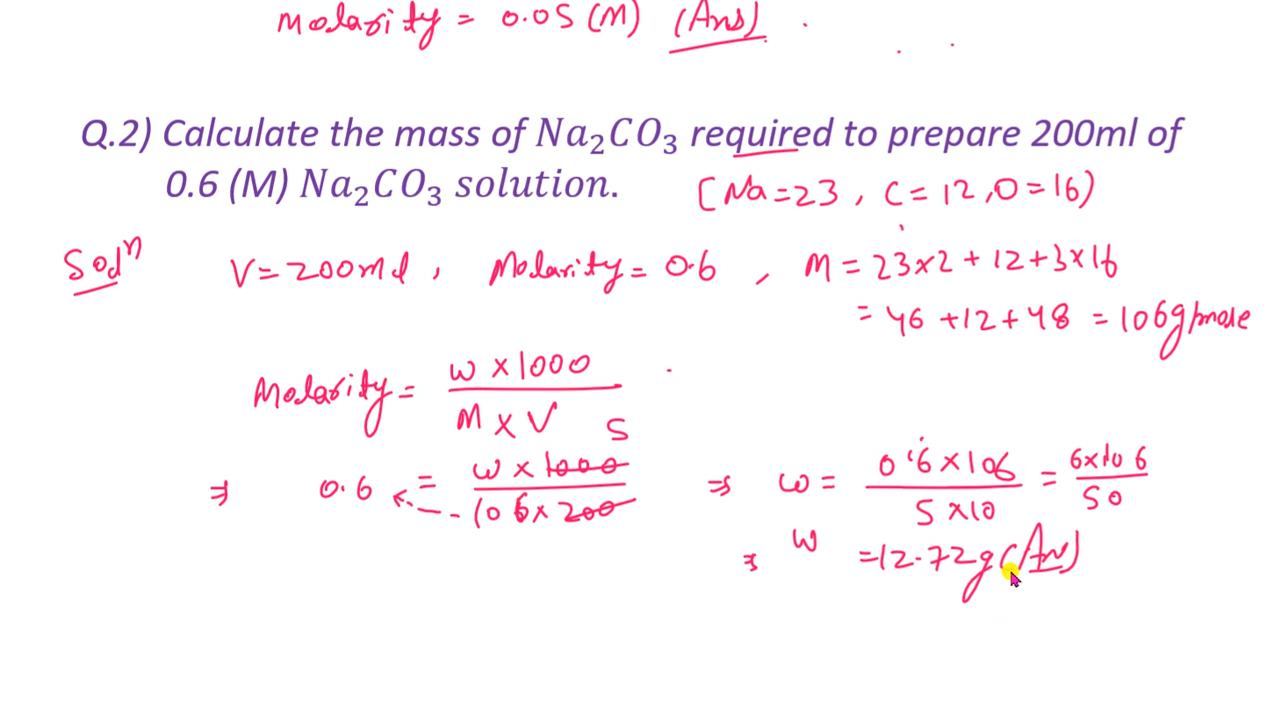 Molarity = 0.05 (M) (Ans).
Q.2) Calculate the mass of Na₂CO₃ required to prepare 200ml of
0.6 (M) Na₂CO₃ solution. [Na=23, C=12, O=16)
Solⁿ V=200ml, Molarity=0.6, M = 23×2+12+3×16
= 46+12+48 = 106g/mole
Molarity = w×1000 / M×V
⇒ 0.6 = w×1000 / 106×200 5 ⇒ w = 0.6×106 / 5×10 = 6×106 / 50
⇒ w = 12.72g (Ans)